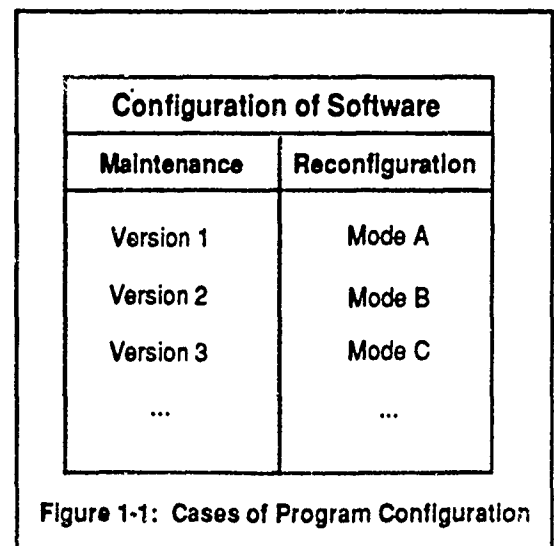 Configuration of Software
Maintenance Reconfiguration
Version 1 Mode A
Version 2 Mode B
Version 3 Mode C
... ...
Figure 1-1: Cases of Program Configuration